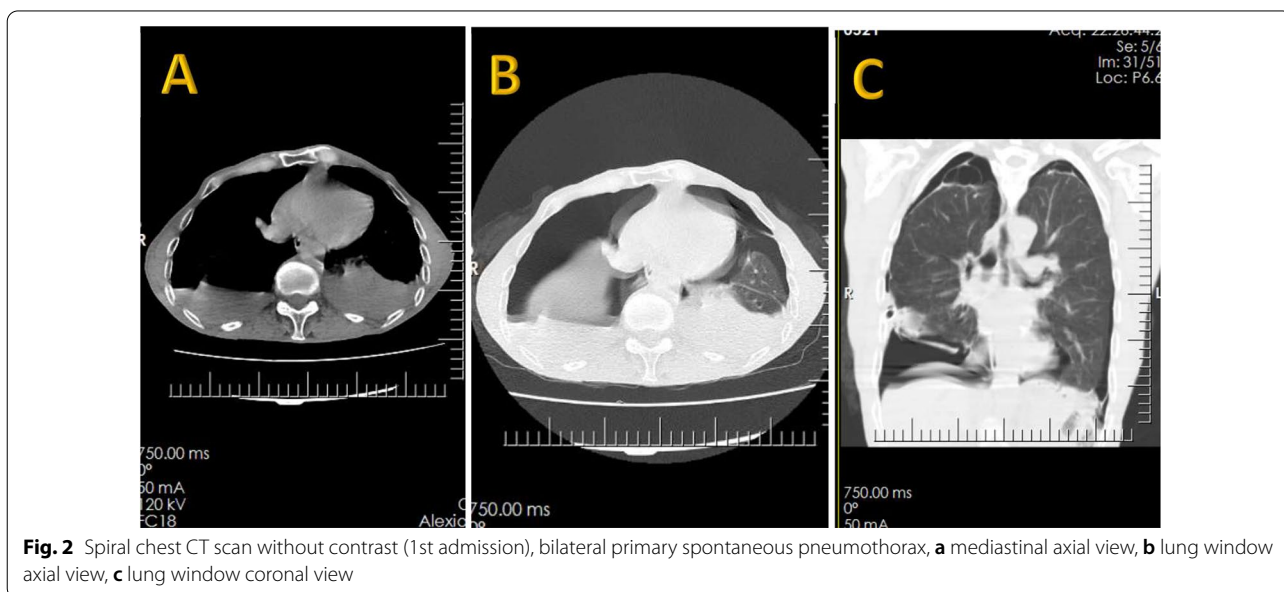 A
B
C
Se: 5/6
Im: 31/51
Loc: P6.6
R
R
R
L
750.00 ms
0°
50 mA
120 kV
FC18
Alexio
750.00 ms
0°
750.00 ms
0°
50 mA
Fig. 2 Spiral chest CT scan without contrast (1st admission), bilateral primary spontaneous pneumothorax, a mediastinal axial view, b lung window
axial view, c lung window coronal view